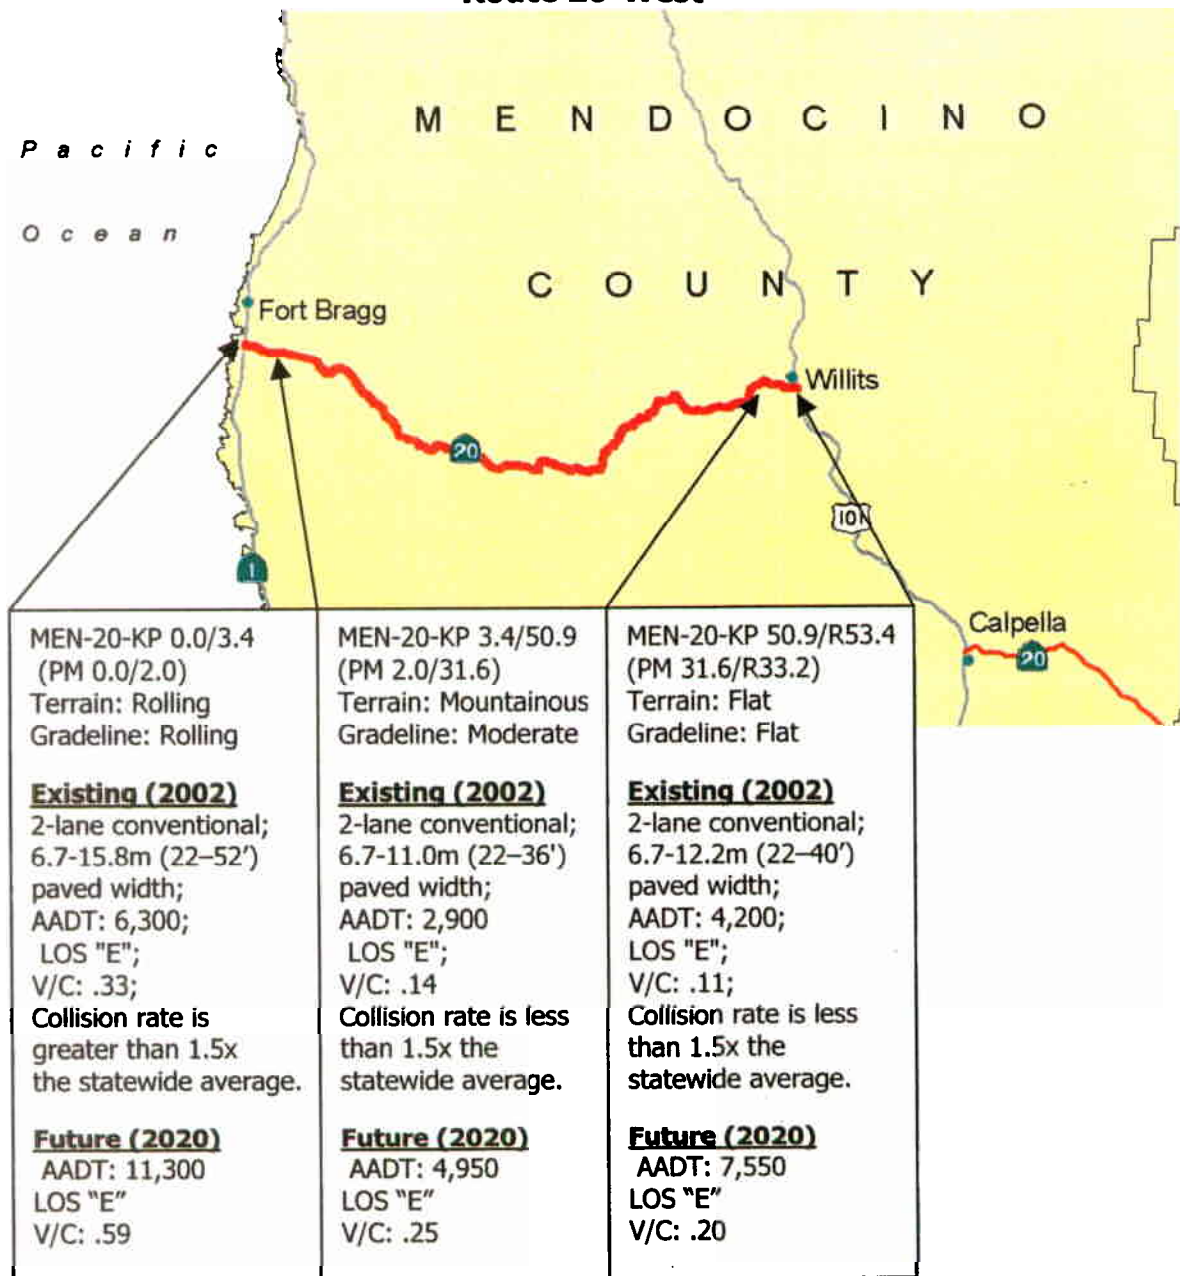 Route 20 West
M E N D O C I N O
P a c i f i c
O c e a n
C O U N T Y
Fort Bragg
Willits
20
101
1
Calpella
20
MEN-20-KP 0.0/3.4
(PM 0.0/2.0)
Terrain: Rolling
Gradeline: Rolling
Existing (2002)
2-lane conventional;
6.7-15.8m (22–52’)
paved width;
AADT: 6,300;
LOS "E";
V/C: .33;
Collision rate is
greater than 1.5x
the statewide average.
Future (2020)
AADT: 11,300
LOS “E”
V/C: .59
MEN-20-KP 3.4/50.9
(PM 2.0/31.6)
Terrain: Mountainous
Gradeline: Moderate
Existing (2002)
2-lane conventional;
6.7-11.0m (22–36')
paved width;
AADT: 2,900
LOS "E";
V/C: .14
Collision rate is less
than 1.5x the
statewide average.
Future (2020)
AADT: 4,950
LOS “E”
V/C: .25
MEN-20-KP 50.9/R53.4
(PM 31.6/R33.2)
Terrain: Flat
Gradeline: Flat
Existing (2002)
2-lane conventional;
6.7-12.2m (22–40’)
paved width;
AADT: 4,200;
LOS "E";
V/C: .11;
Collision rate is less
than 1.5x the
statewide average.
Future (2020)
AADT: 7,550
LOS “E”
V/C: .20